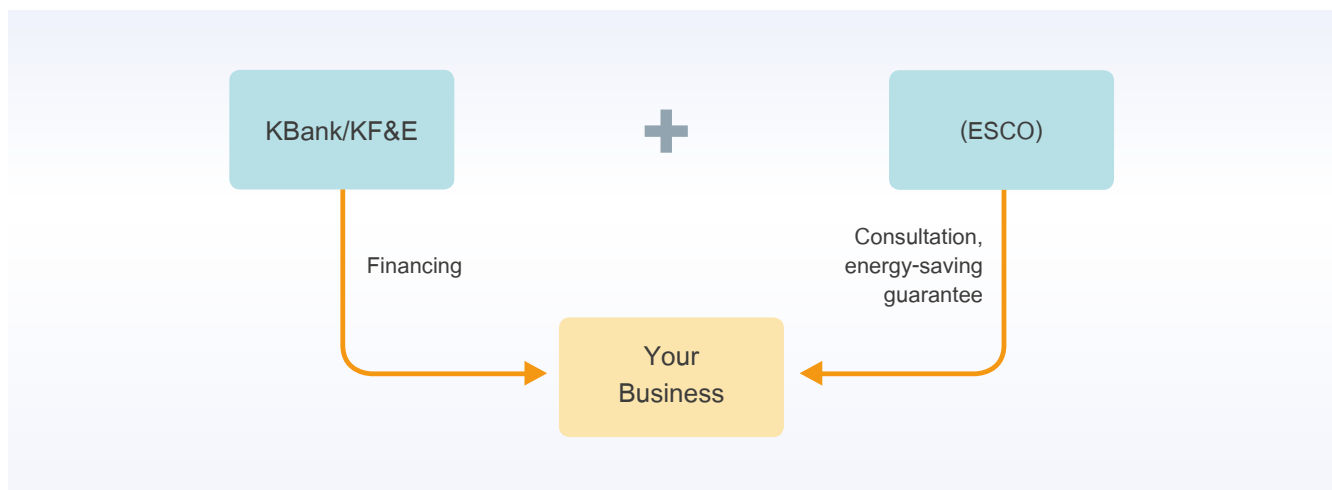 KBank/KF&E
(ESCO)
Financing
Consultation,
energy-saving
guarantee
Your
Business